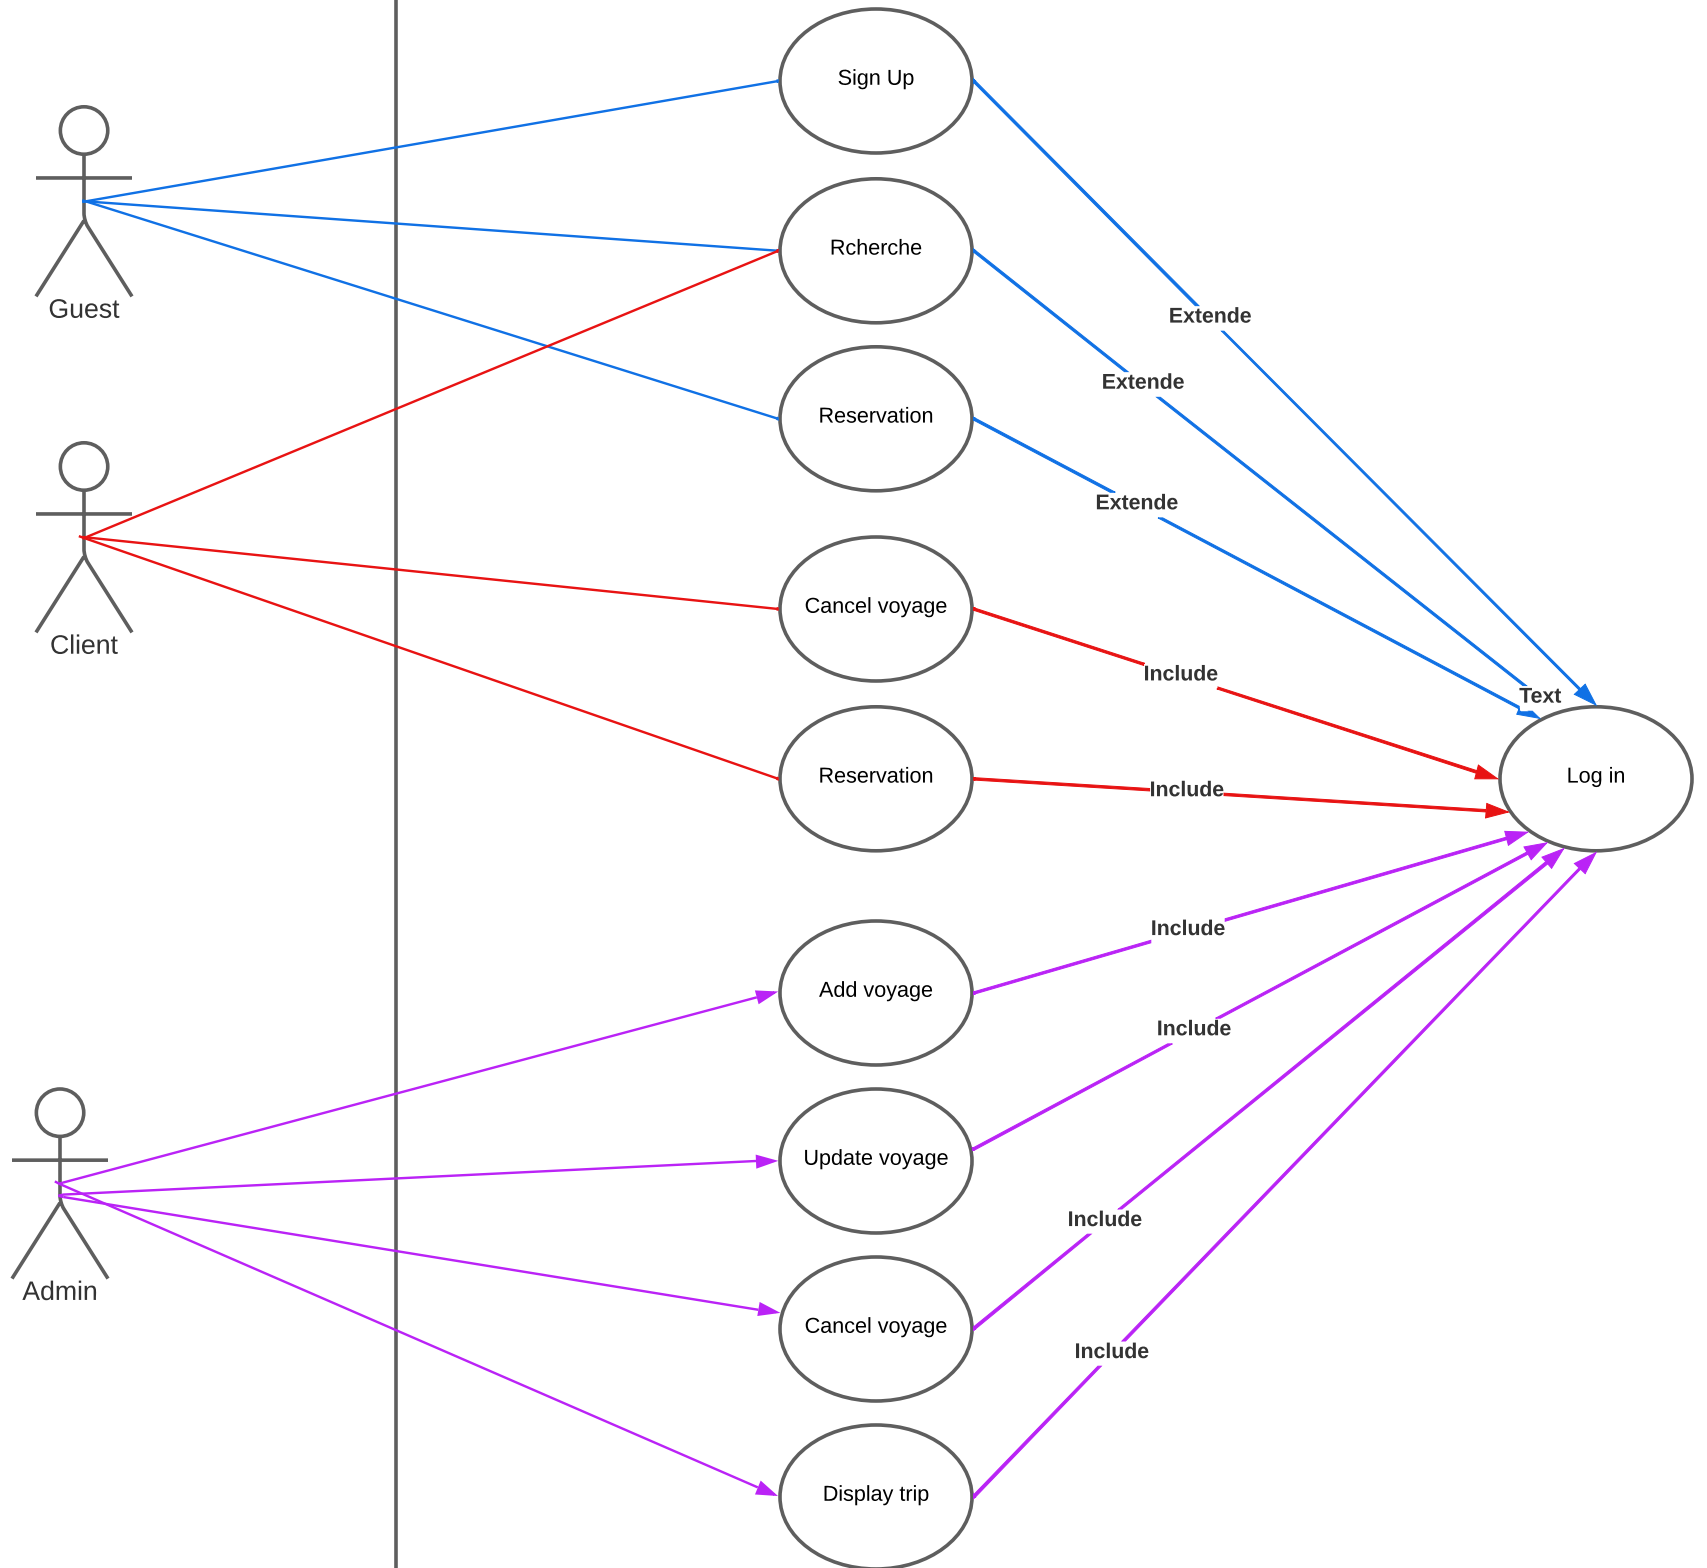 Sign Up
Rcherche
Guest
Extende
Extende
Reservation
Extende
Cancel voyage
Client
Include
Text
Reservation
Include
Log in
Include
Add voyage
Include
Update voyage
Include
Admin
Cancel voyage
Include
Display trip